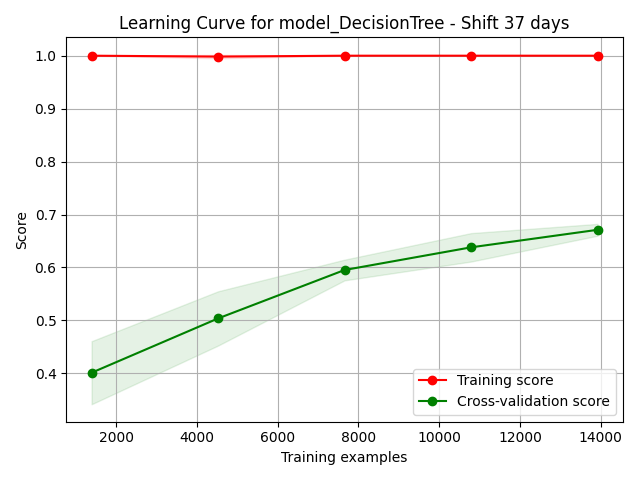 Learning Curve for model_DecisionTree - Shift 37 days
1.0
0.9
0.8
0.7
0.6
0.5
0.4
Score
Training score
Cross-validation score
2000 4000 6000 8000 10000 12000 14000
Training examples